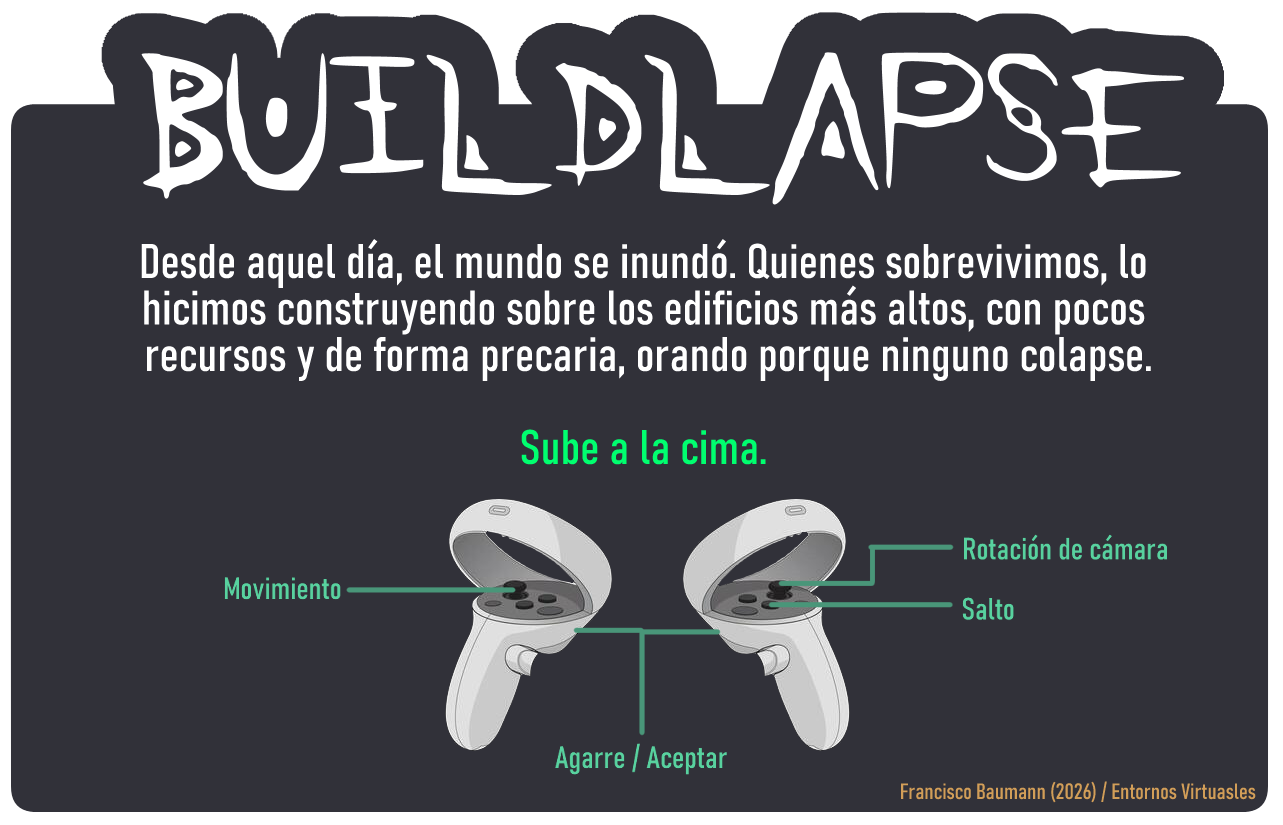 BUILDLAPSE
Desde aquel día, el mundo se inundó. Quienes sobrevivimos, lo
hicimos construyendo sobre los edificios más altos, con pocos
recursos y de forma precaria, orando porque ninguno colapse.
Sube a la cima.
Rotación de cámara
Movimiento
Salto
Agarre / Aceptar
Francisco Baumann (2026) / Entornos Virtuasles